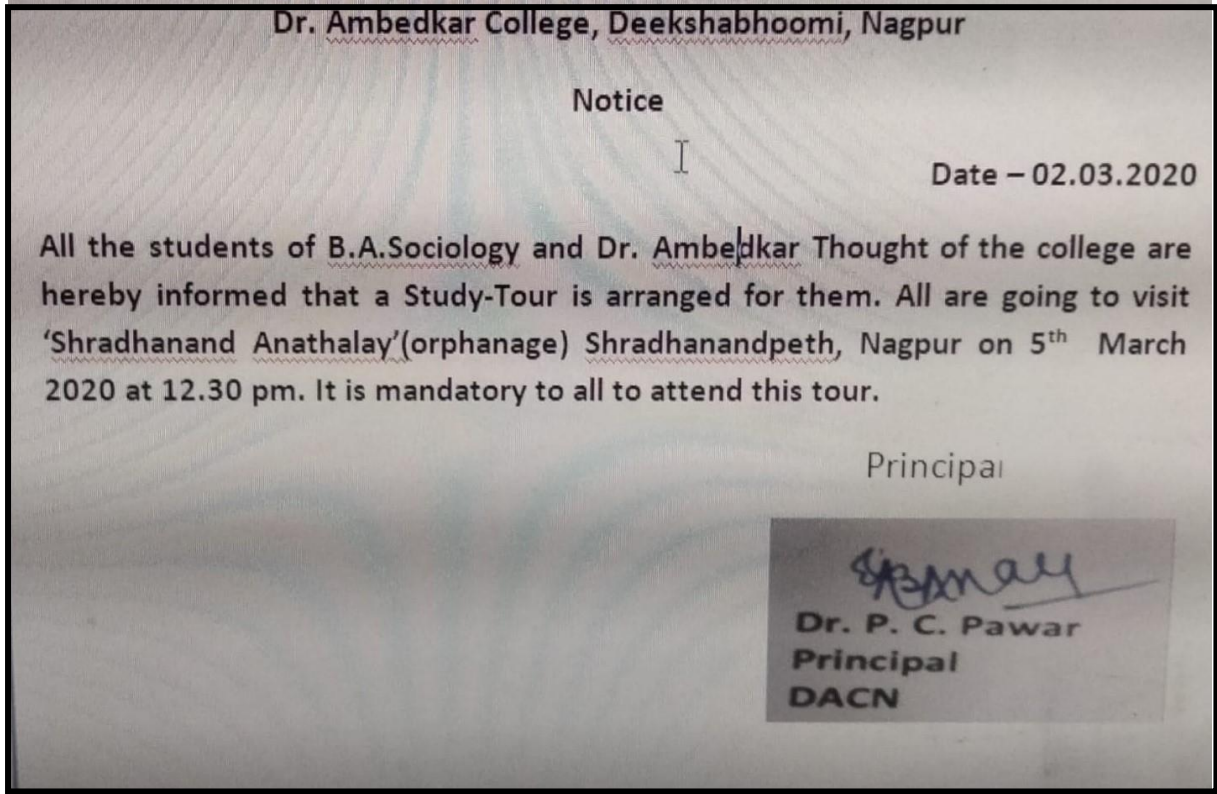 Dr. Ambedkar College, Deekshabhoomi, Nagpur
Notice
Date – 02.03.2020
All the students of B.A.Sociology and Dr. Ambedkar Thought of the college are
hereby informed that a Study-Tour is arranged for them. All are going to visit
‘Shradhanand Anathalay’(orphanage) Shradhanandpeth, Nagpur on 5th March
2020 at 12.30 pm. It is mandatory to all to attend this tour.
Principal
Dr. P. C. Pawar
Principal
DACN